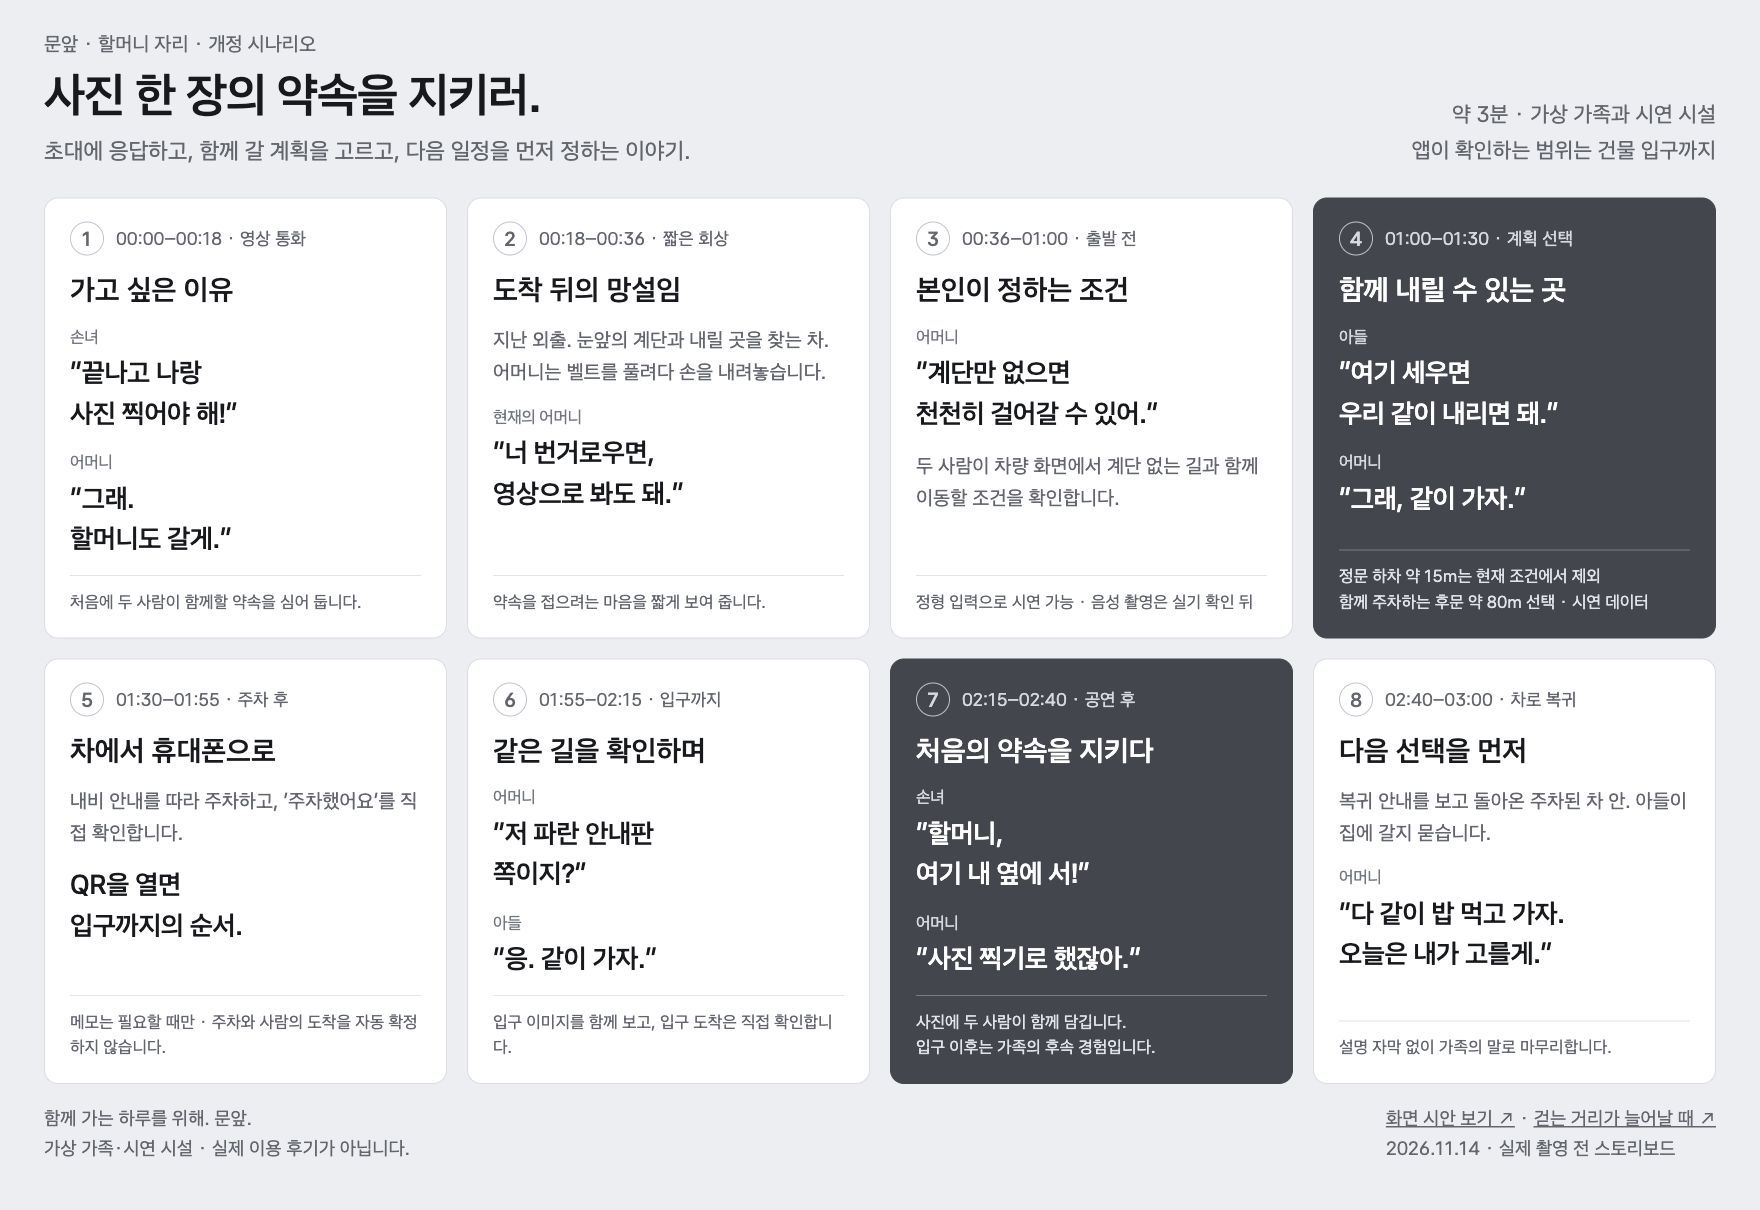 문앞 · 할머니 자리 · 개정 시나리오
사진 한 장의 약속을 지키러.
초대에 응답하고, 함께 갈 계획을 고르고, 다음 일정을 먼저 정하는 이야기.
약 3분 · 가상 가족과 시연 시설
앱이 확인하는 범위는 건물 입구까지
1 00:00–00:18 · 영상 통화
가고 싶은 이유
손녀
"끝나고 나랑
사진 찍어야 해!"
어머니
"그래.
할머니도 갈게."
처음에 두 사람이 함께할 약속을 심어 둡니다.
2 00:18–00:36 · 짧은 회상
도착 뒤의 망설임
지난 외출. 눈앞의 계단과 내릴 곳을 찾는 차.
어머니는 벨트를 풀려다 손을 내려놓습니다.
현재의 어머니
"너 번거로우면,
영상으로 봐도 돼."
약속을 접으려는 마음을 짧게 보여 줍니다.
3 00:36–01:00 · 출발 전
본인이 정하는 조건
어머니
"계단만 없으면
천천히 걸어갈 수 있어."
두 사람이 차량 화면에서 계단 없는 길과 함께
이동할 조건을 확인합니다.
정형 입력으로 시연 가능 · 음성 촬영은 실기 확인 뒤
4 01:00–01:30 · 계획 선택
함께 내릴 수 있는 곳
아들
"여기 세우면
우리 같이 내리면 돼."
어머니
"그래, 같이 가자."
정문 하차 약 15m는 현재 조건에서 제외
함께 주차하는 후문 약 80m 선택 · 시연 데이터
5 01:30–01:55 · 주차 후
차에서 휴대폰으로
내비 안내를 따라 주차하고, '주차했어요'를 직
접 확인합니다.
QR을 열면
입구까지의 순서.
메모는 필요할 때만 · 주차와 사람의 도착을 자동 확정
하지 않습니다.
6 01:55–02:15 · 입구까지
같은 길을 확인하며
어머니
"저 파란 안내판
쪽이지?"
아들
"응. 같이 가자."
입구 이미지를 함께 보고, 입구 도착은 직접 확인합니
다.
7 02:15–02:40 · 공연 후
처음의 약속을 지키다
손녀
"할머니,
여기 내 옆에 서!"
어머니
"사진 찍기로 했잖아."
사진에 두 사람이 함께 담깁니다.
입구 이후는 가족의 후속 경험입니다.
8 02:40–03:00 · 차로 복귀
다음 선택을 먼저
복귀 안내를 보고 돌아온 주차된 차 안. 아들이
집에 갈지 묻습니다.
어머니
"다 같이 밥 먹고 가자.
오늘은 내가 고를게."
설명 자막 없이 가족의 말로 마무리합니다.
함께 가는 하루를 위해. 문앞.
가상 가족·시연 시설 · 실제 이용 후기가 아닙니다.
화면 시안 보기 ↗ · 걷는 거리가 늘어날 때 ↗
2026.11.14 · 실제 촬영 전 스토리보드